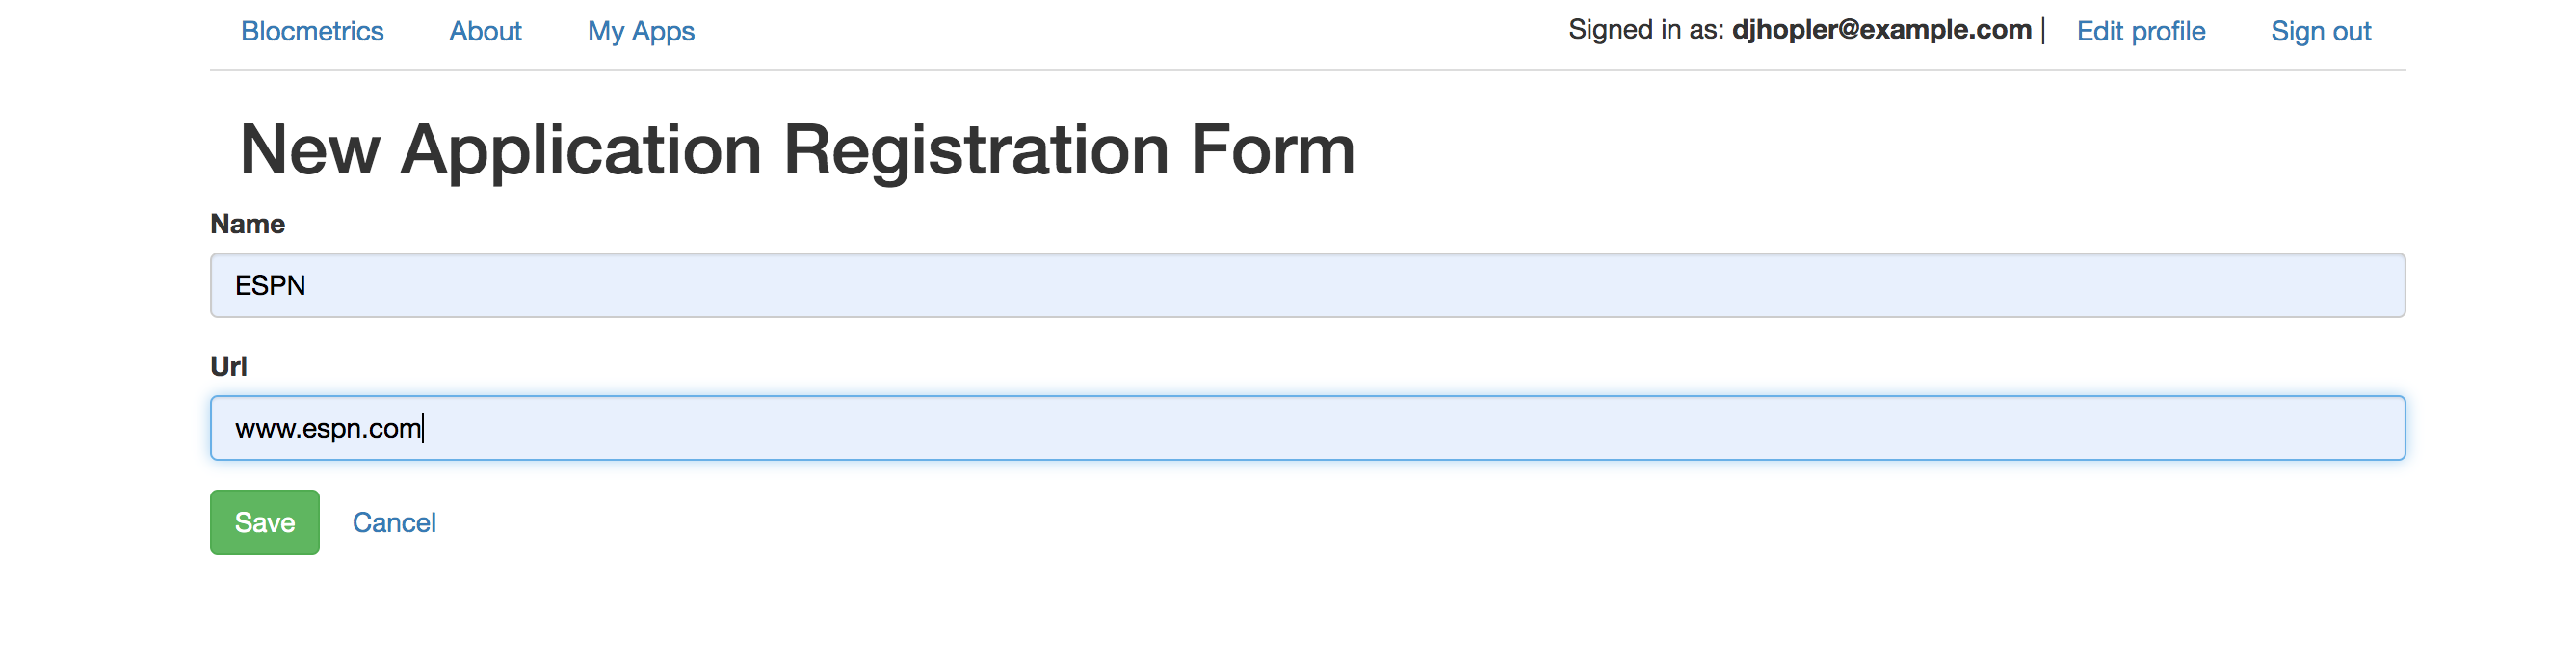 Blocmetrics About My Apps Signed in as: djhopler@example.com | Edit profile Sign out
New Application Registration Form
Name
ESPN
Url
www.espn.com
Save Cancel